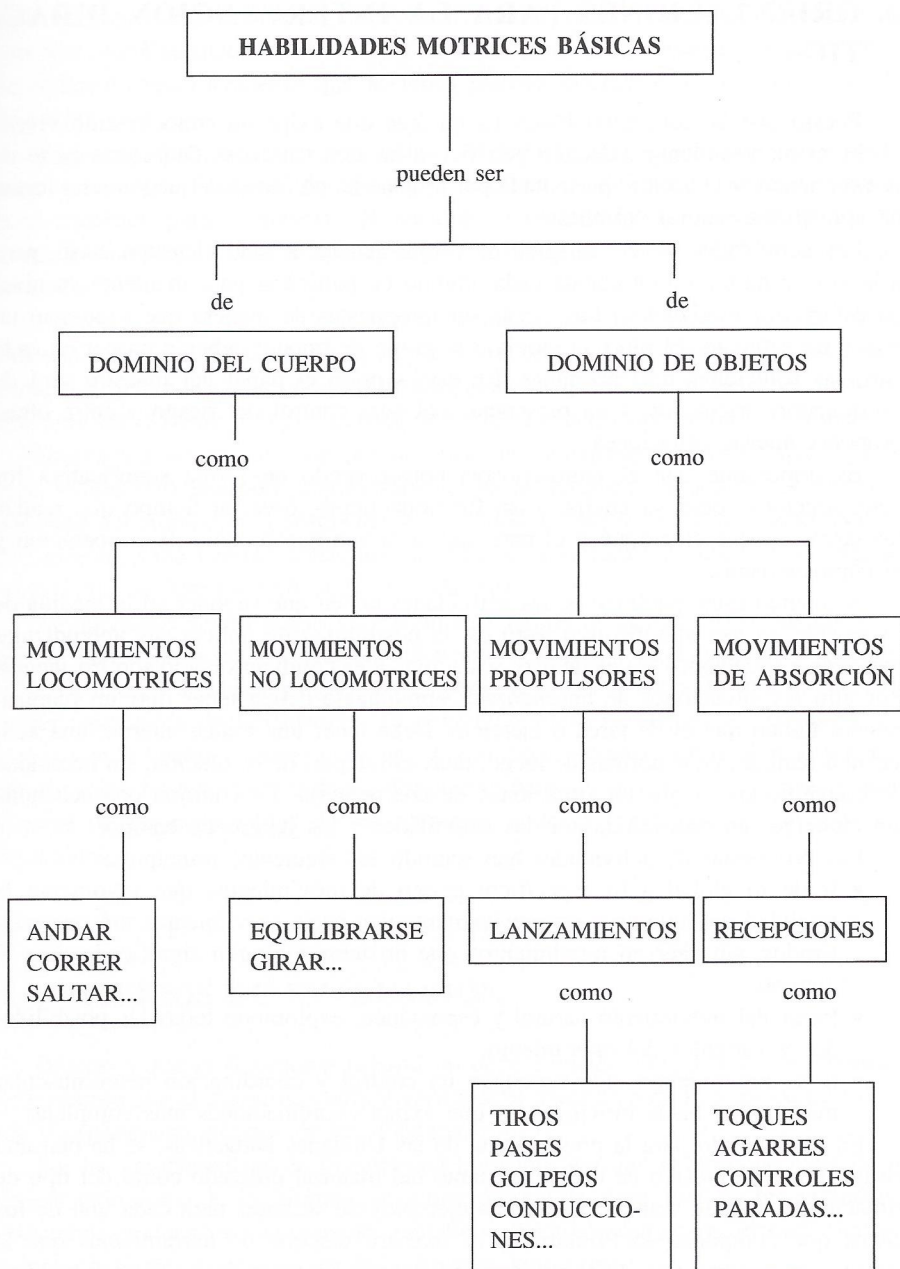 HABILIDADES MOTRICES BÁSICAS
pueden ser
de
de
DOMINIO DEL CUERPO
DOMINIO DE OBJETOS
como
como
MOVIMIENTOS
LOCOMOTRICES
MOVIMIENTOS
NO LOCOMOTRICES
MOVIMIENTOS
PROPULSORES
MOVIMIENTOS
DE ABSORCIÓN
como
como
como
como
ANDAR
CORRER
SALTAR...
EQUILIBRARSE
GIRAR...
LANZAMIENTOS
RECEPCIONES
como
como
TIROS
PASES
GOLPEOS
CONDUCCIO-
NES...
TOQUES
AGARRES
CONTROLES
PARADAS...